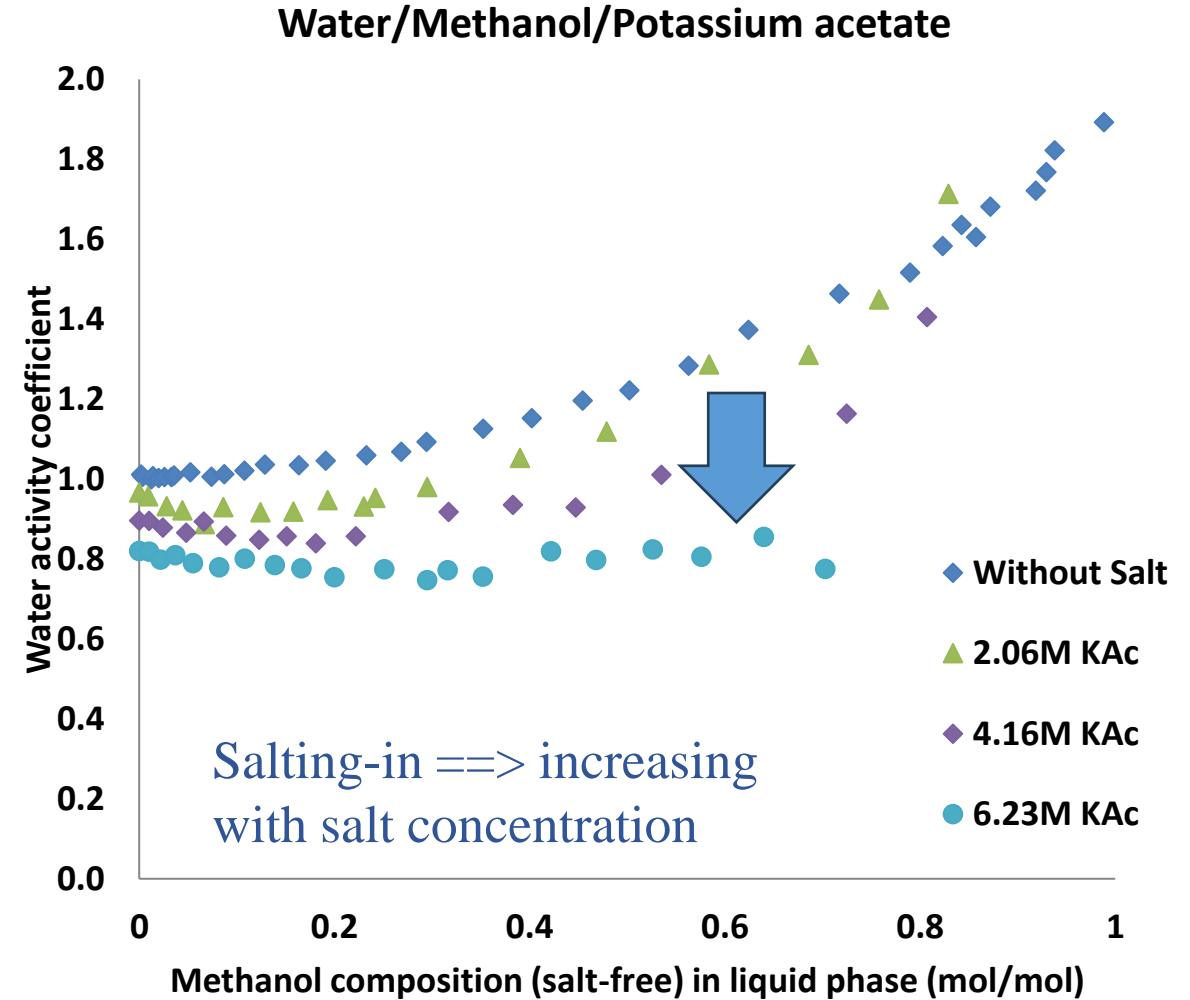 Water/Methanol/Potassium acetate
2.0
1.8
1.6
1.4
1.2
1.0
0.8
0.6
0.4
0.2
0.0
Water activity coefficient
Without Salt
2.06M KAc
4.16M KAc
6.23M KAc
Salting-in ==> increasing
with salt concentration
0
0.2
0.4
0.6
0.8
1
Methanol composition (salt-free) in liquid phase (mol/mol)